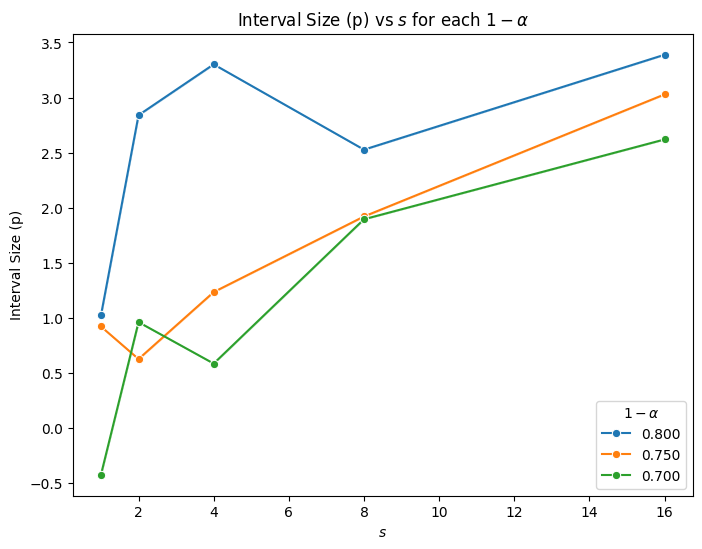 Interval Size (p) vs s for each 1 − α
Interval Size (p)
3.5
3.0
2.5
2.0
1.5
1.0
0.5
0.0
−0.5
2 4 6 8 10 12 14 16
s
1 − α
0.800
0.750
0.700